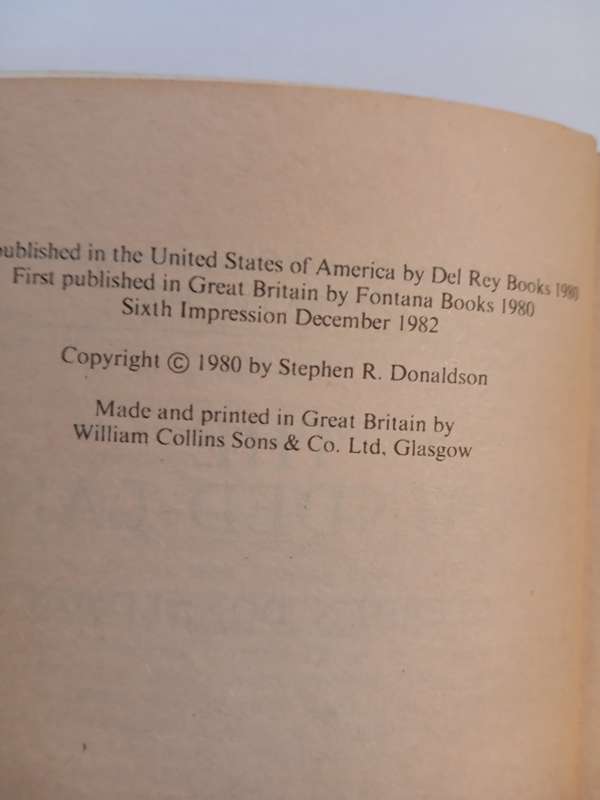 published in the United States of America by Del Rey Books 1980
First published in Great Britain by Fontana Books 1980
Sixth Impression December 1982
Copyright © 1980 by Stephen R. Donaldson
Made and printed in Great Britain by
William Collins Sons & Co. Ltd, Glasgow